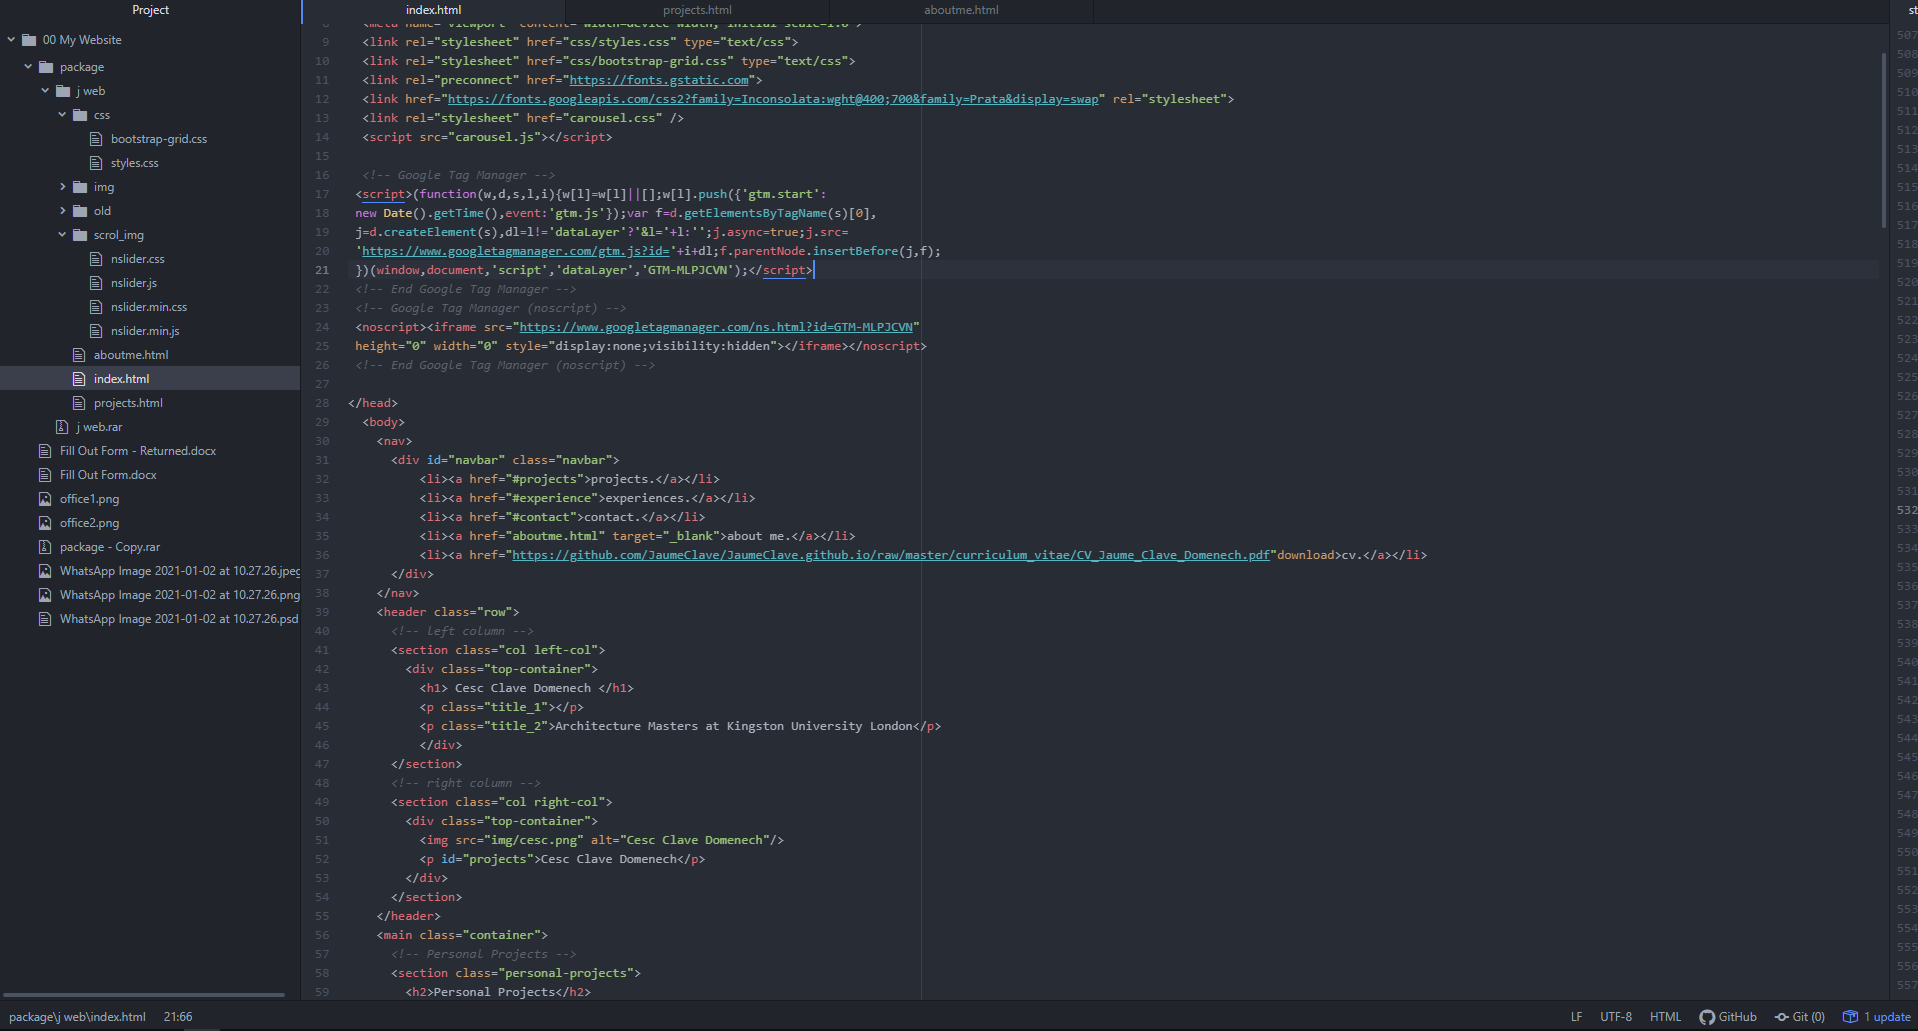 Project
00 My Website
package
j web
css
bootstrap-grid.css
styles.css
img
old
scrol_img
nslider.css
nslider.js
nslider.min.css
nslider.min.js
aboutme.html
index.html
projects.html
j web.rar
Fill Out Form - Returned.docx
Fill Out Form.docx
office1.png
office2.png
package - Copy.rar
WhatsApp Image 2021-01-02 at 10.27.26.jpeg
WhatsApp Image 2021-01-02 at 10.27.26.png
WhatsApp Image 2021-01-02 at 10.27.26.psd
index.html projects.html aboutme.html st
8 <meta name="viewport" content="width=device-width, initial-scale=1.0">
9 <link rel="stylesheet" href="css/styles.css" type="text/css">
10 <link rel="stylesheet" href="css/bootstrap-grid.css" type="text/css">
11 <link rel="preconnect" href="https://fonts.gstatic.com">
12 <link href="https://fonts.googleapis.com/css2?family=Inconsolata:wght@400;700&family=Prata&display=swap" rel="stylesheet">
13 <link rel="stylesheet" href="carousel.css" />
14 <script src="carousel.js"></script>
15
16 <!-- Google Tag Manager -->
17 <script>(function(w,d,s,l,i){w[l]=w[l]||[];w[l].push({'gtm.start':
18 new Date().getTime(),event:'gtm.js'});var f=d.getElementsByTagName(s)[0],
19 j=d.createElement(s),dl=l!='dataLayer'?'&l='+l:'';j.async=true;j.src=
20 'https://www.googletagmanager.com/gtm.js?id='+i+dl;f.parentNode.insertBefore(j,f);
21 })(window,document,'script','dataLayer','GTM-MLPJCVN');</script>
22 <!-- End Google Tag Manager -->
23 <!-- Google Tag Manager (noscript) -->
24 <noscript><iframe src="https://www.googletagmanager.com/ns.html?id=GTM-MLPJCVN"
25 height="0" width="0" style="display:none;visibility:hidden"></iframe></noscript>
26 <!-- End Google Tag Manager (noscript) -->
27
28 </head>
29 <body>
30 <nav>
31 <div id="navbar" class="navbar">
32 <li><a href="#projects">projects.</a></li>
33 <li><a href="#experience">experiences.</a></li>
34 <li><a href="#contact">contact.</a></li>
35 <li><a href="aboutme.html" target="_blank">about me.</a></li>
36 <li><a href="https://github.com/JaumeClave/JaumeClave.github.io/raw/master/curriculum_vitae/CV_Jaume_Clave_Domenech.pdf"download>cv.</a></li>
37 </div>
38 </nav>
39 <header class="row">
40 <!-- left column -->
41 <section class="col left-col">
42 <div class="top-container">
43 <h1> Cesc Clave Domenech </h1>
44 <p class="title_1"></p>
45 <p class="title_2">Architecture Masters at Kingston University London</p>
46 </div>
47 </section>
48 <!-- right column -->
49 <section class="col right-col">
50 <div class="top-container">
51 <img src="img/cesc.png" alt="Cesc Clave Domenech"/>
52 <p id="projects">Cesc Clave Domenech</p>
53 </div>
54 </section>
55 </header>
56 <main class="container">
57 <!-- Personal Projects -->
58 <section class="personal-projects">
59 <h2>Personal Projects</h2>
507
508
509
510
511
512
513
514
515
516
517
518
519
520
521
522
523
524
525
526
527
528
529
530
531
532
533
534
535
536
537
538
539
540
541
542
543
544
545
546
547
548
549
550
551
552
553
554
555
556
557
package\j web\index.html 21:66 LF UTF-8 HTML GitHub Git (0) 1 update